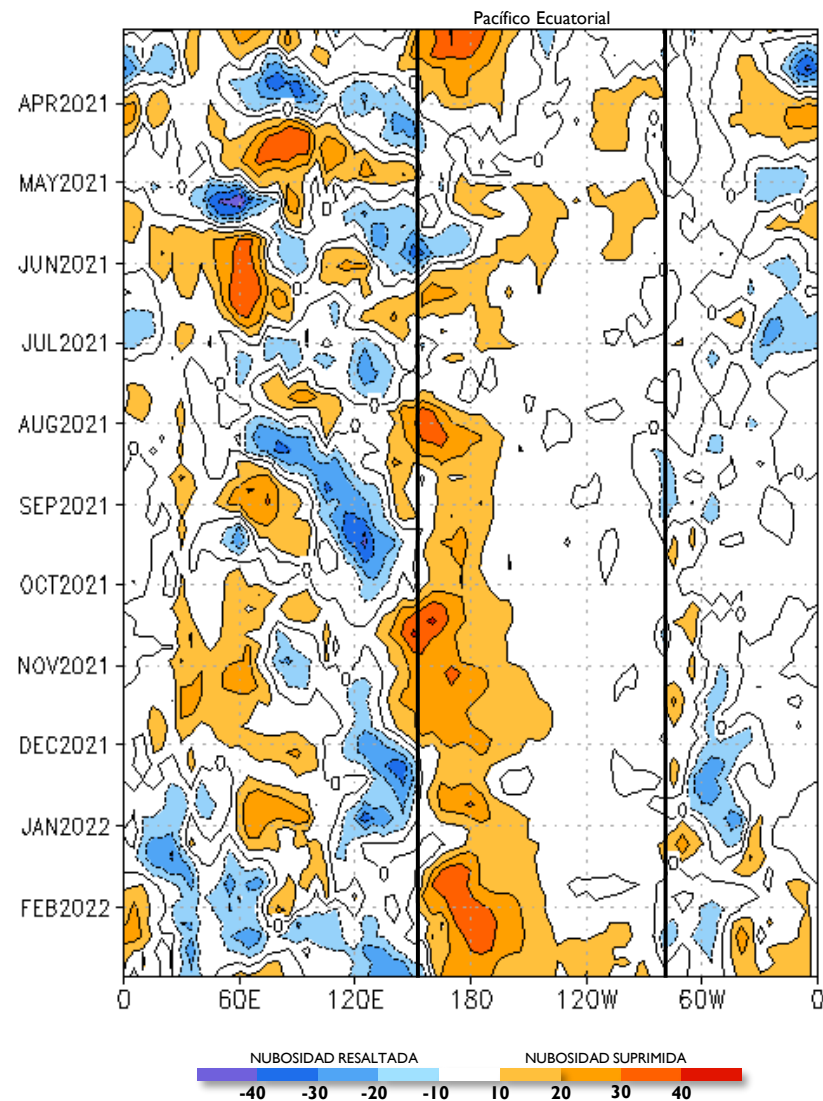 Pacífico Ecuatorial
APR2021
MAY2021
JUN2021
JUL2021
AUG2021
SEP2021
OCT2021
NOV2021
DEC2021
JAN2022
FEB2022
0 60E 120E 180 120W 60W 0
NUBOSIDAD RESALTADA NUBOSIDAD SUPRIMIDA
-40 -30 -20 -10 10 20 30 40